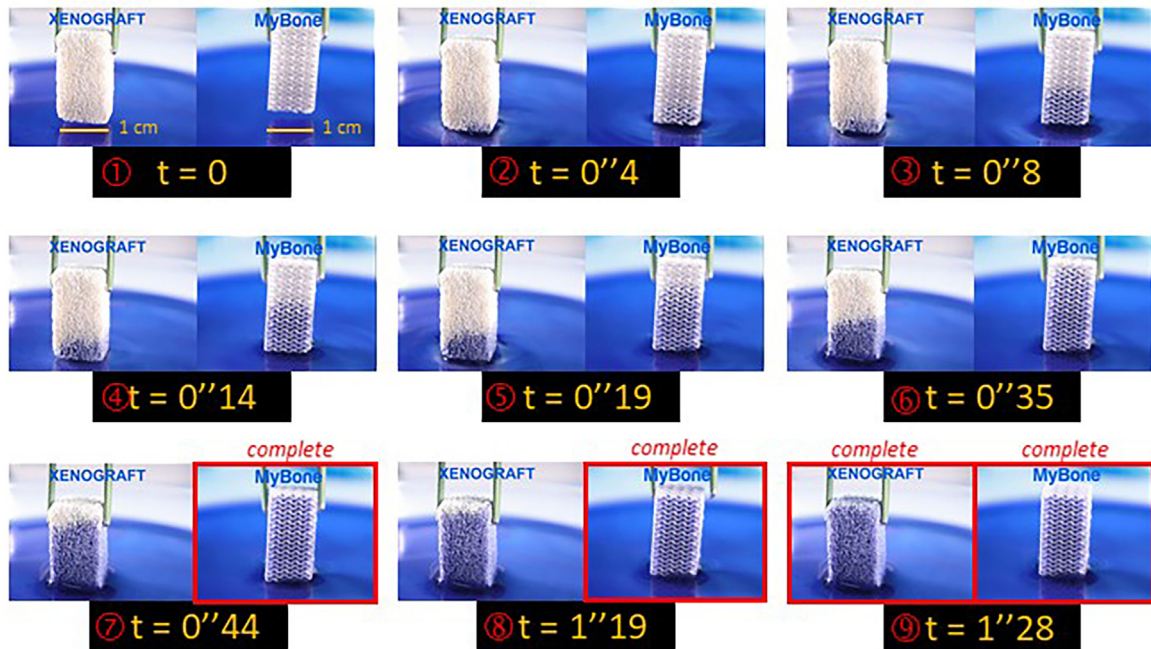 XENOGRAFT MyBone
XENOGRAFT MyBone
XENOGRAFT MyBone
1 cm 1 cm
① t = 0
② t = 0’’4
③ t = 0’’8
XENOGRAFT MyBone
XENOGRAFT MyBone
XENOGRAFT MyBone
④ t = 0’’14
⑤ t = 0’’19
⑥ t = 0’’35
complete
complete
complete complete
XENOGRAFT MyBone
XENOGRAFT MyBone
XENOGRAFT MyBone
⑦ t = 0’’44
⑧ t = 1’’19
⑨ t = 1’’28